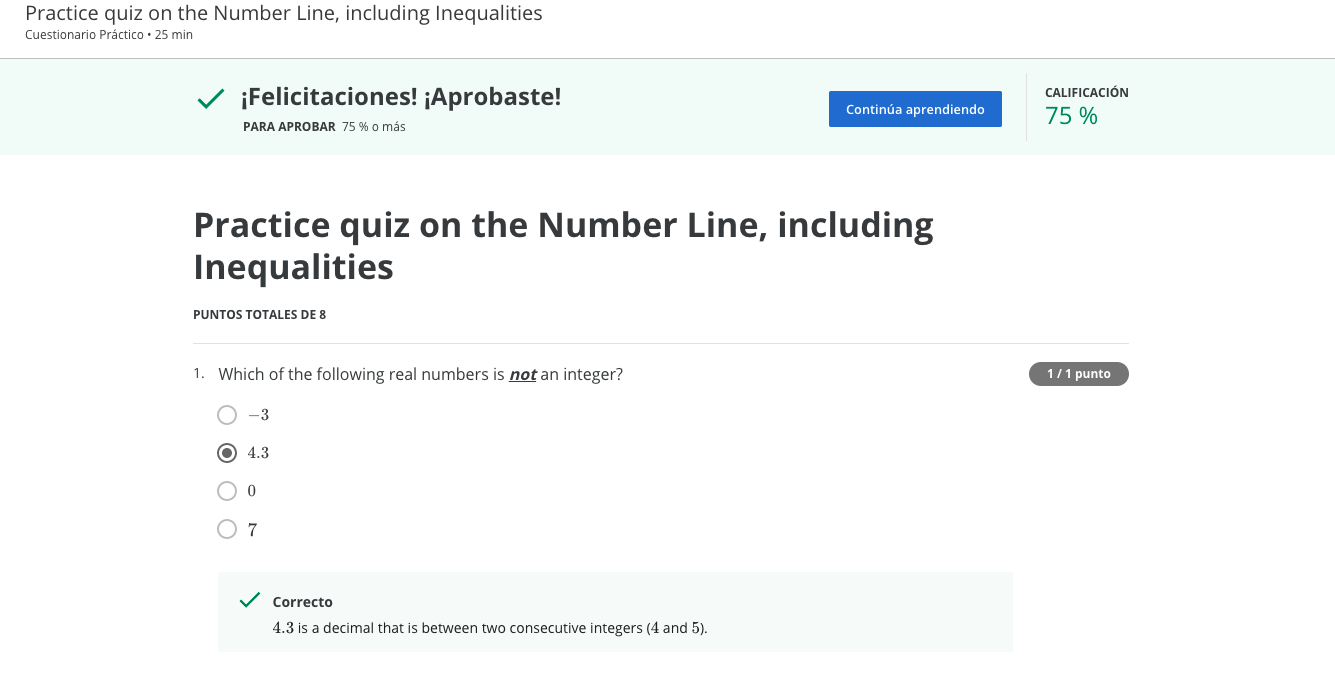 Practice quiz on the Number Line, including Inequalities
Cuestionario Práctico • 25 min
¡Felicitaciones! ¡Aprobaste!
PARA APROBAR 75 % o más
Continúa aprendiendo
CALIFICACIÓN
75 %
Practice quiz on the Number Line, including
Inequalities
PUNTOS TOTALES DE 8
1. Which of the following real numbers is not an integer?
1 / 1 punto
−3
4.3
0
7
Correcto
4.3 is a decimal that is between two consecutive integers (4 and 5).